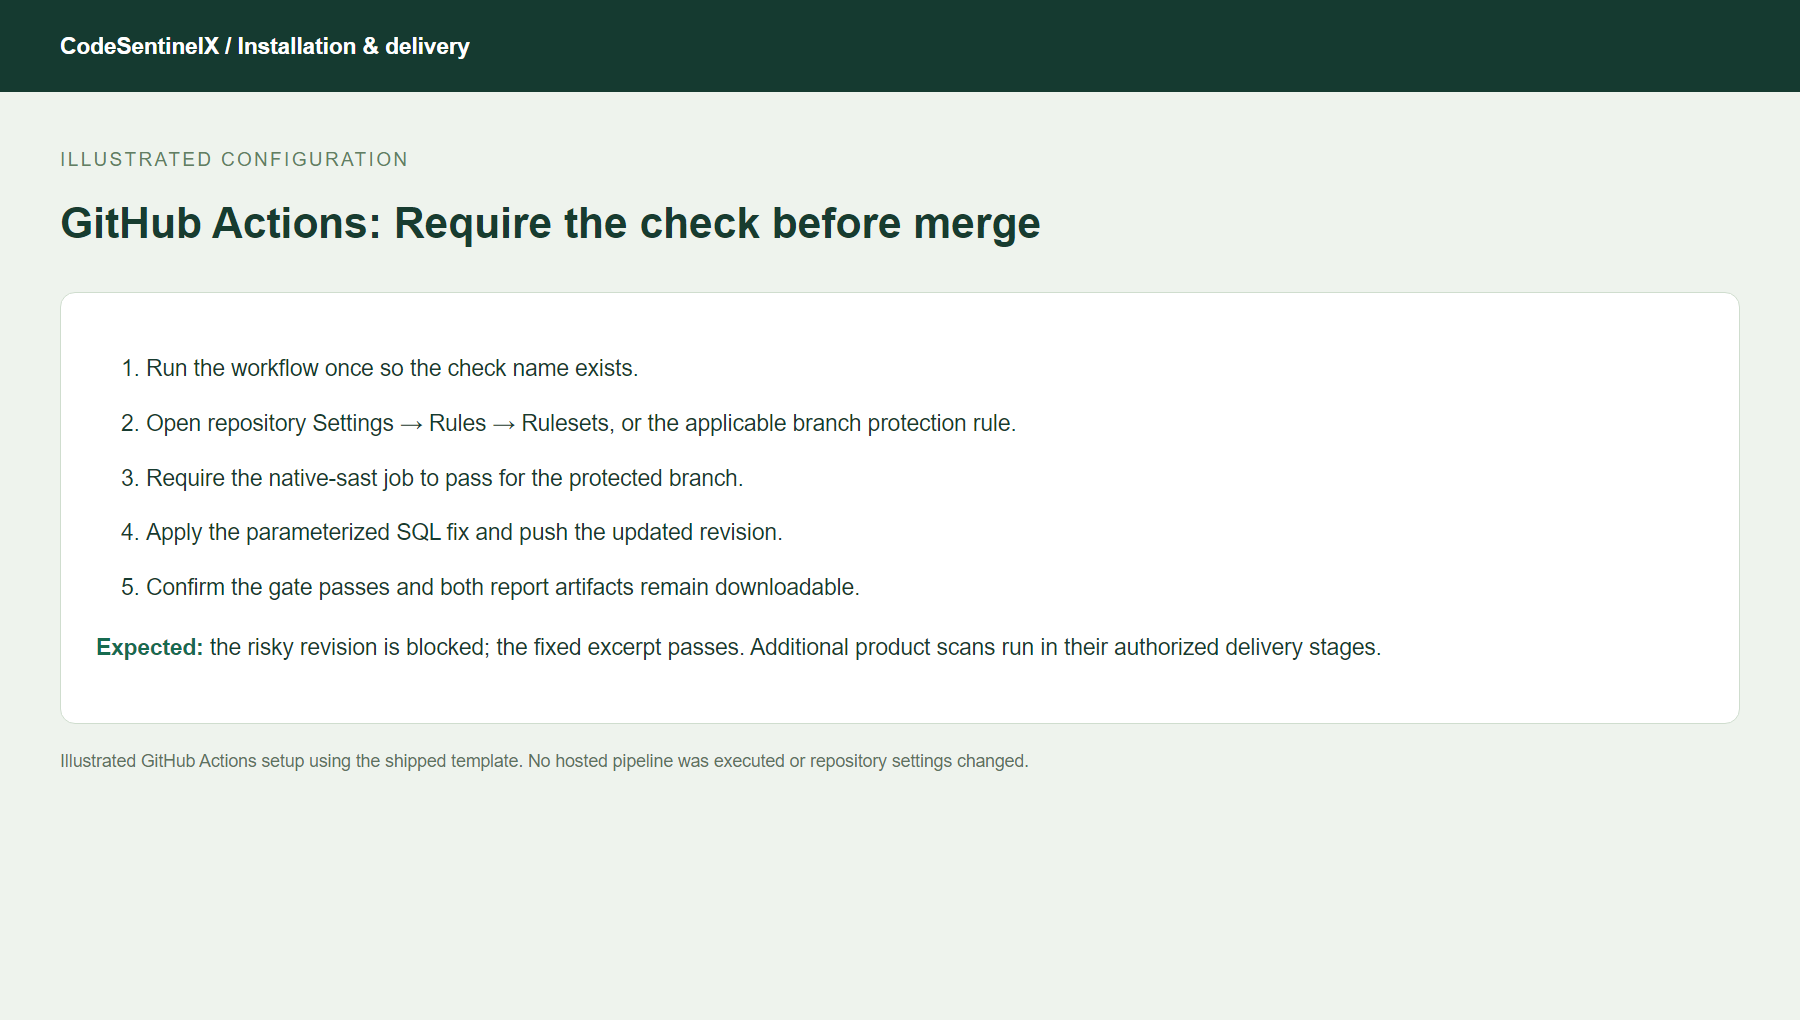 CodeSentinelX / Installation & delivery
ILLUSTRATED CONFIGURATION
GitHub Actions: Require the check before merge
1. Run the workflow once so the check name exists.
2. Open repository Settings → Rules → Rulesets, or the applicable branch protection rule.
3. Require the native-sast job to pass for the protected branch.
4. Apply the parameterized SQL fix and push the updated revision.
5. Confirm the gate passes and both report artifacts remain downloadable.
Expected: the risky revision is blocked; the fixed excerpt passes. Additional product scans run in their authorized delivery stages.
Illustrated GitHub Actions setup using the shipped template. No hosted pipeline was executed or repository settings changed.